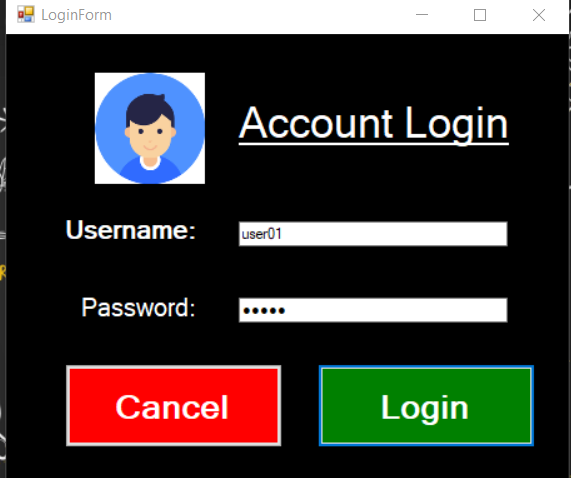 LoginForm
Account Login
Username:
user01
Password:
•••••
Cancel
Login